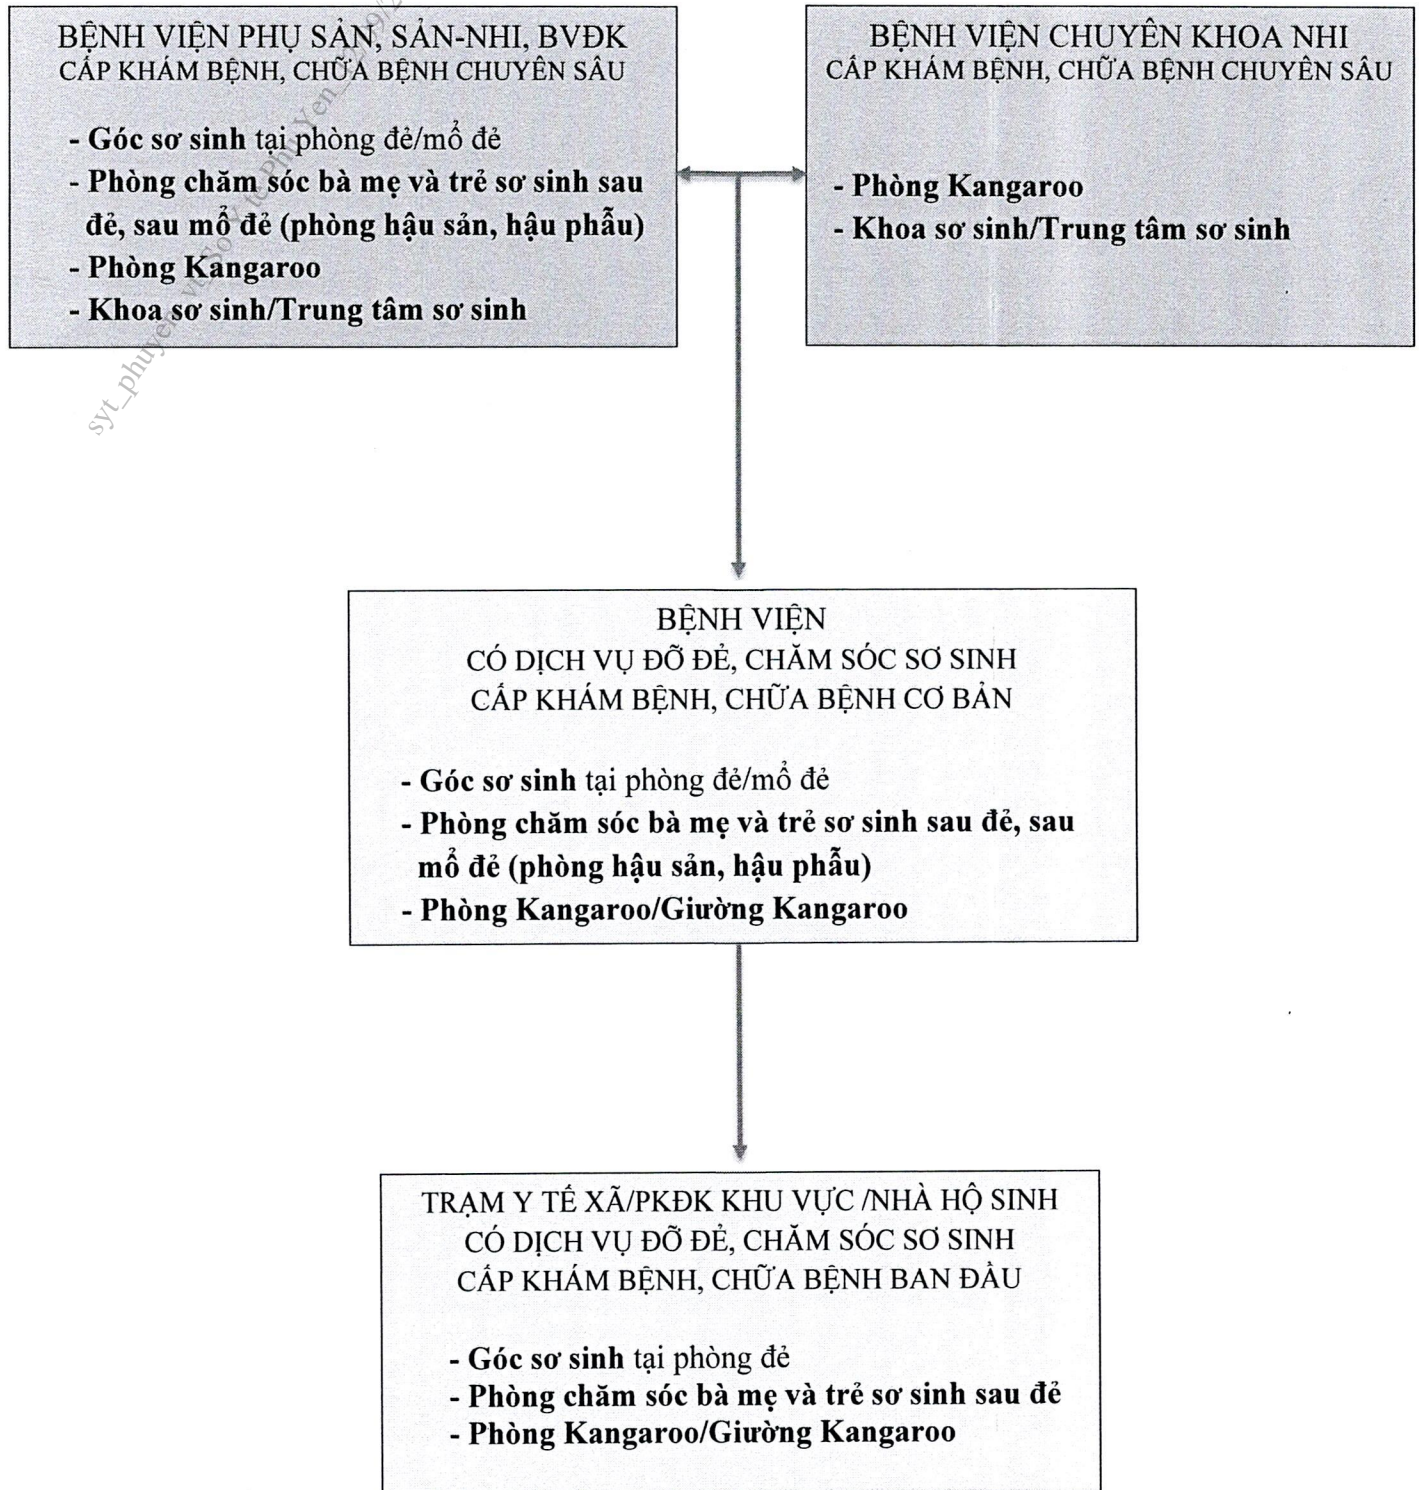 BỆNH VIỆN PHỤ SẢN, SẢN-NHI, BVĐK
CẤP KHÁM BỆNH, CHỮA BỆNH CHUYÊN SÂU
- Góc sơ sinh tại phòng đẻ/mổ đẻ
- Phòng chăm sóc bà mẹ và trẻ sơ sinh sau
đẻ, sau mổ đẻ (phòng hậu sản, hậu phẫu)
- Phòng Kangaroo
- Khoa sơ sinh/Trung tâm sơ sinh
BỆNH VIỆN CHUYÊN KHOA NHI
CẤP KHÁM BỆNH, CHỮA BỆNH CHUYÊN SÂU
- Phòng Kangaroo
- Khoa sơ sinh/Trung tâm sơ sinh
BỆNH VIỆN
CÓ DỊCH VỤ ĐỠ ĐẺ, CHĂM SÓC SƠ SINH
CẤP KHÁM BỆNH, CHỮA BỆNH CƠ BẢN
- Góc sơ sinh tại phòng đẻ/mổ đẻ
- Phòng chăm sóc bà mẹ và trẻ sơ sinh sau đẻ, sau
mổ đẻ (phòng hậu sản, hậu phẫu)
- Phòng Kangaroo/Giường Kangaroo
TRẠM Y TẾ XÃ/PKĐK KHU VỰC /NHÀ HỘ SINH
CÓ DỊCH VỤ ĐỠ ĐẺ, CHĂM SÓC SƠ SINH
CẤP KHÁM BỆNH, CHỮA BỆNH BAN ĐẦU
- Góc sơ sinh tại phòng đẻ
- Phòng chăm sóc bà mẹ và trẻ sơ sinh sau đẻ
- Phòng Kangaroo/Giường Kangaroo